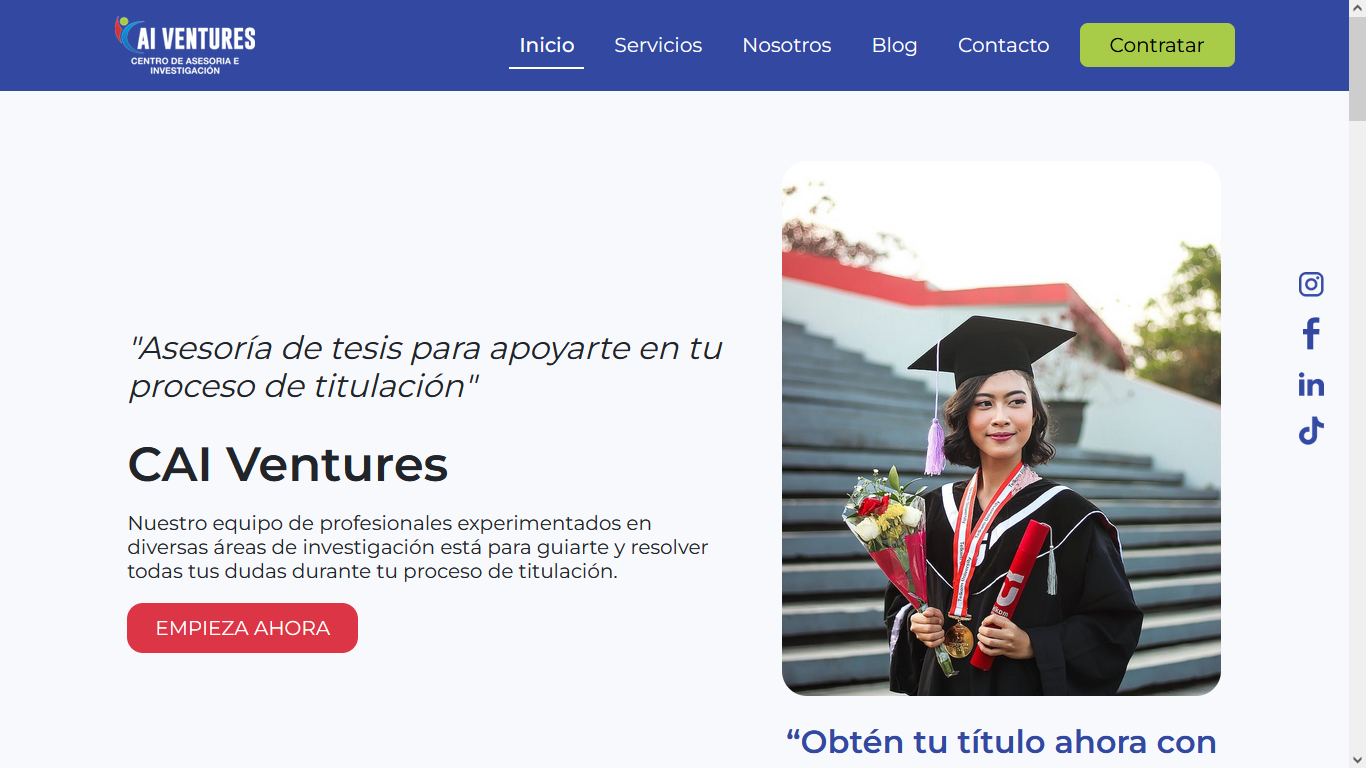 CAI VENTURES
CENTRO DE ASESORIA E
INVESTIGACIÓN
Inicio
Servicios
Nosotros
Blog
Contacto
Contratar
"Asesoría de tesis para apoyarte en tu
proceso de titulación"
CAI Ventures
Nuestro equipo de profesionales experimentados en
diversas áreas de investigación está para guiarte y resolver
todas tus dudas durante tu proceso de titulación.
EMPIEZA AHORA
“Obtén tu título ahora con